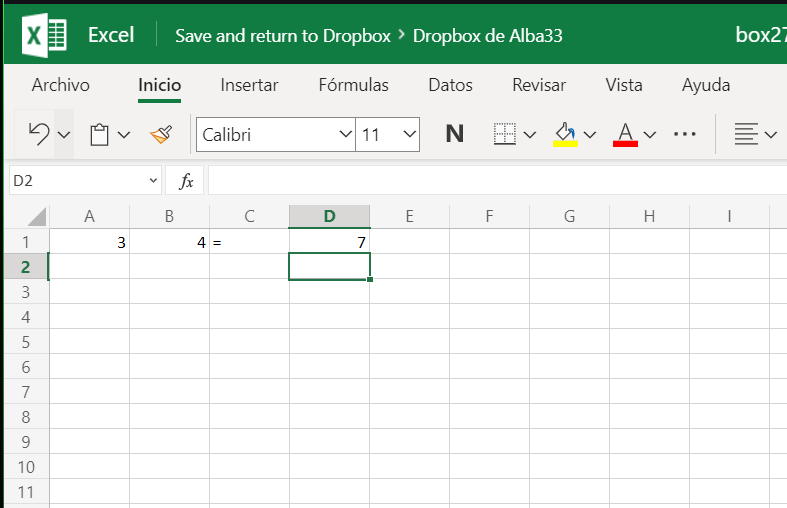 Excel Save and return to Dropbox > Dropbox de Alba33 box27
Archivo Inicio Insertar Fórmulas Datos Revisar Vista Ayuda
Calibri 11 N A ...
D2 fx
A B C D E F G H I
1 3 4 = 7
2
3
4
5
6
7
8
9
10
11